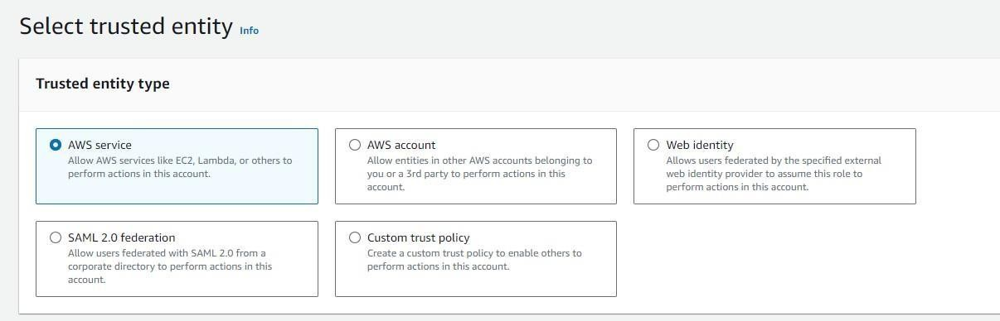 Select trusted entity Info
Trusted entity type
AWS service
Allow AWS services like EC2, Lambda, or others to
perform actions in this account.
AWS account
Allow entities in other AWS accounts belonging to
you or a 3rd party to perform actions in this
account.
Web identity
Allows users federated by the specified external
web identity provider to assume this role to
perform actions in this account.
SAML 2.0 federation
Allow users federated with SAML 2.0 from a
corporate directory to perform actions in this
account.
Custom trust policy
Create a custom trust policy to enable others to
perform actions in this account.